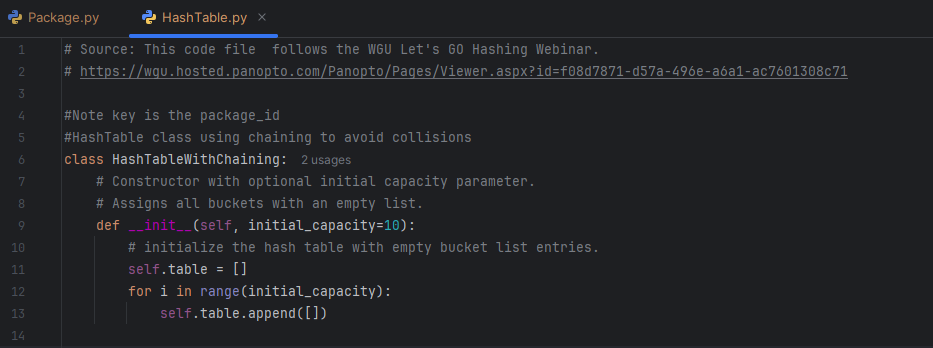 Package.py HashTable.py ×
1 # Source: This code file  follows the WGU Let's GO Hashing Webinar.
2 # https://wgu.hosted.panopto.com/Panopto/Pages/Viewer.aspx?id=f08d7871-d57a-496e-a6a1-ac7601308c71
3
4 #Note key is the package_id
5 #HashTable class using chaining to avoid collisions
6 class HashTableWithChaining: 2 usages
7     # Constructor with optional initial capacity parameter.
8     # Assigns all buckets with an empty list.
9     def __init__(self, initial_capacity=10):
10         # initialize the hash table with empty bucket list entries.
11         self.table = []
12         for i in range(initial_capacity):
13             self.table.append([])
14